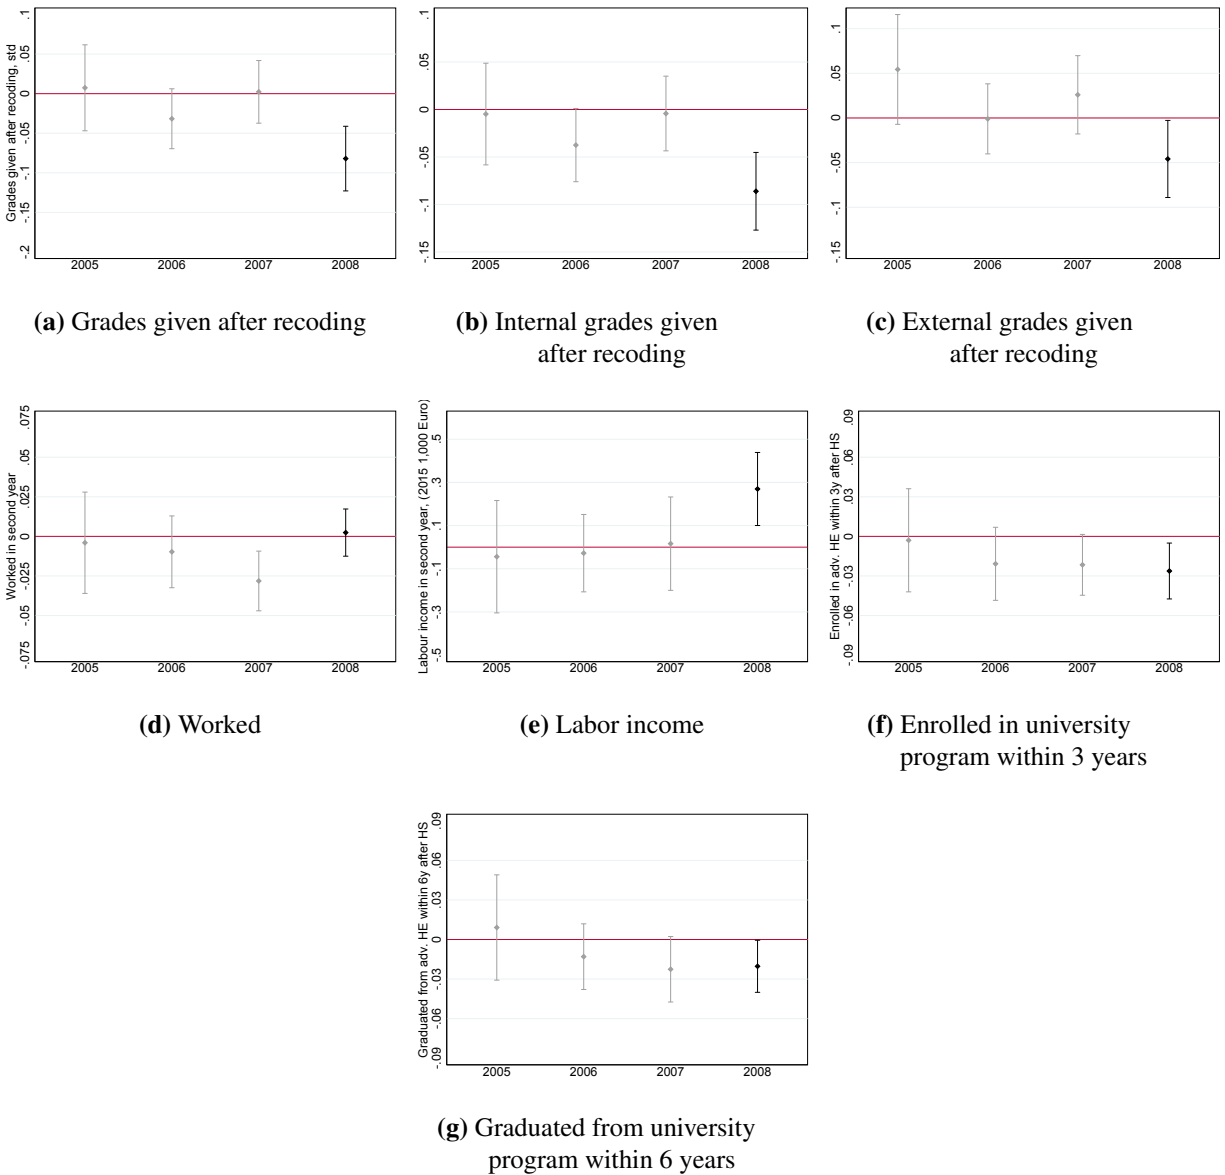 Grades given after recoding, std
.1
.05
0
-.05
-.1
-.15
-.2
2005 2006 2007 2008
(a) Grades given after recoding
.1
.05
0
-.05
-.1
-.15
2005 2006 2007 2008
(b) Internal grades given
after recoding
.1
.05
0
-.05
-.1
-.15
2005 2006 2007 2008
(c) External grades given
after recoding
Worked in second year
.075
.05
.025
0
-.025
-.05
-.075
2005 2006 2007 2008
(d) Worked
Labour income in second year, (2015 1,000 Euro)
.5
.3
.1
-.1
-.3
-.5
2005 2006 2007 2008
(e) Labor income
Enrolled in adv. HE within 3y after HS
.09
.06
.03
0
-.03
-.06
-.09
2005 2006 2007 2008
(f) Enrolled in university
program within 3 years
Graduated from adv. HE within 6y after HS
.09
.06
.03
0
-.03
-.06
-.09
2005 2006 2007 2008
(g) Graduated from university
program within 6 years